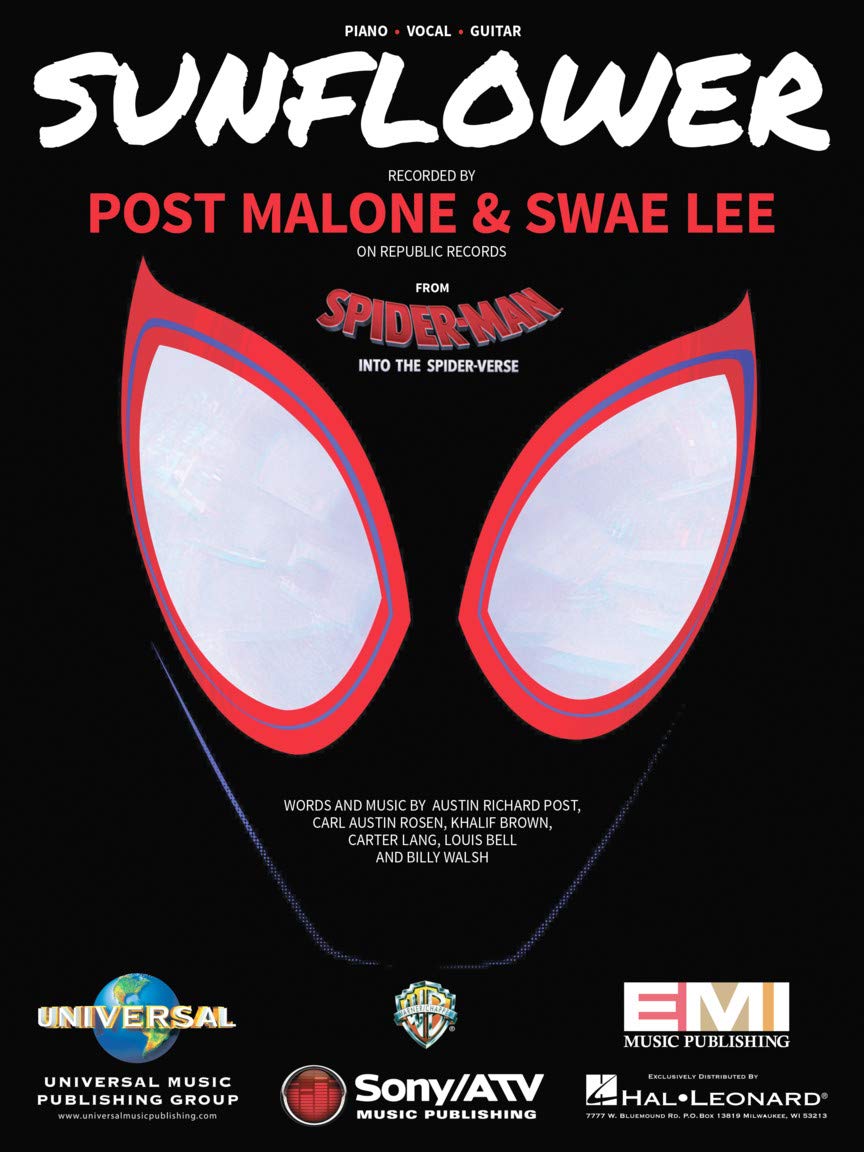 PIANO • VOCAL • GUITAR
SUNFLOWER
RECORDED BY
POST MALONE & SWAE LEE
ON REPUBLIC RECORDS
FROM
SPIDER-MAN
INTO THE SPIDER-VERSE
WORDS AND MUSIC BY AUSTIN RICHARD POST,
CARL AUSTIN ROSEN, KHALIF BROWN,
CARTER LANG, LOUIS BELL
AND BILLY WALSH
UNIVERSAL
UNIVERSAL MUSIC
PUBLISHING GROUP
www.universalmusicpublishing.com
WB
WARNER/CHAPPELL
®
Sony/ATV
MUSIC PUBLISHING
EMI
MUSIC PUBLISHING
EXCLUSIVELY DISTRIBUTED BY
HAL•LEONARD®
7777 W. BLUEMOUND RD. P.O. BOX 13819 MILWAUKEE, WI 53213